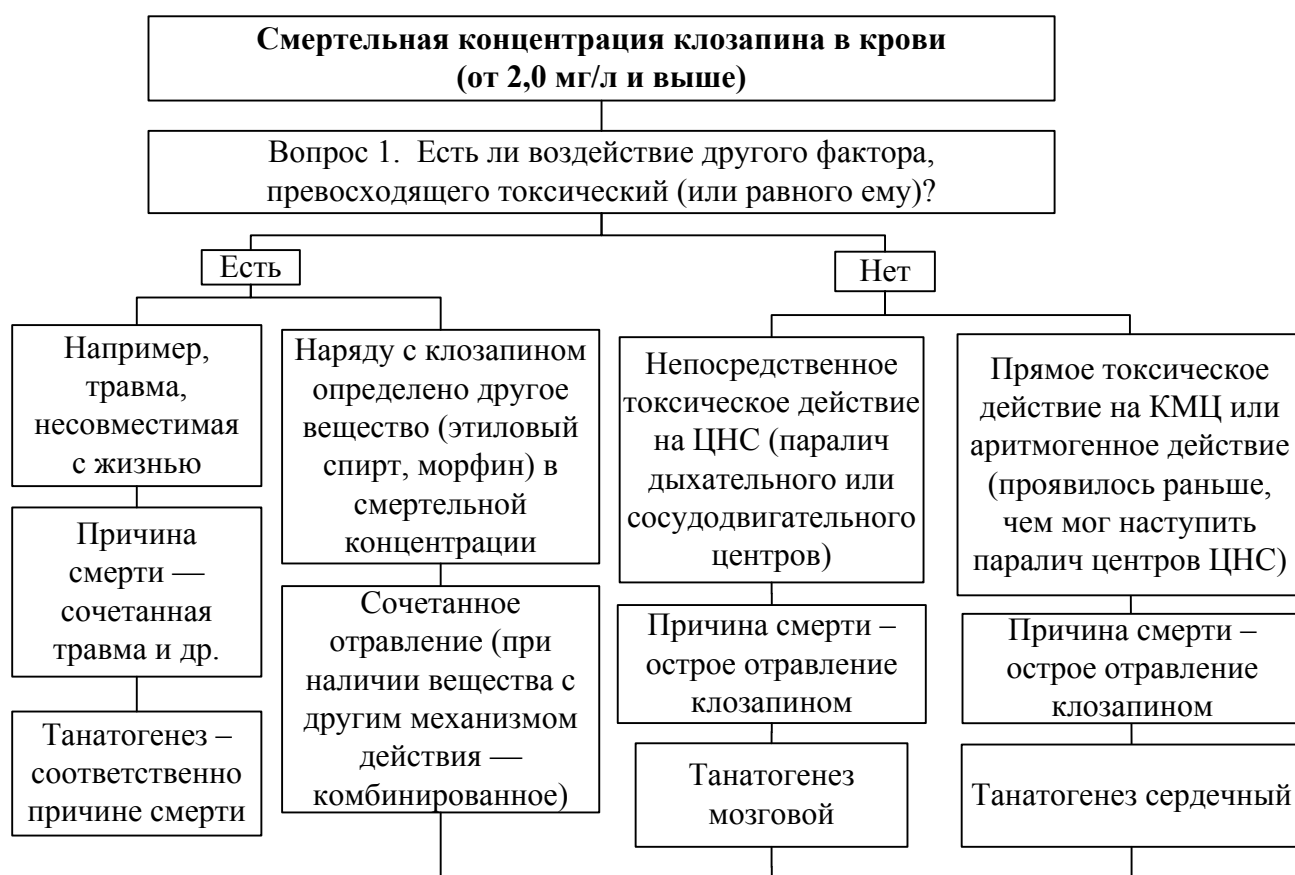 Смертельная концентрация клозапина в крови
(от 2,0 мг/л и выше)
Вопрос 1. Есть ли воздействие другого фактора,
превосходящего токсический (или равного ему)?
Есть
Нет
Например,
травма,
несовместимая
с жизнью
Причина
смерти —
сочетанная
травма и др.
Танатогенез –
соответственно
причине смерти
Наряду с клозапином
определено другое
вещество (этиловый
спирт, морфин) в
смертельной
концентрации
Сочетанное
отравление (при
наличии вещества с
другим механизмом
действия —
комбинированное)
Непосредственное
токсическое действие
на ЦНС (паралич
дыхательного или
сосудодвигательного
центров)
Причина смерти –
острое отравление
клозапином
Танатогенез
мозговой
Прямое токсическое
действие на КМЦ или
аритмогенное действие
(проявилось раньше,
чем мог наступить
паралич центров ЦНС)
Причина смерти –
острое отравление
клозапином
Танатогенез сердечный